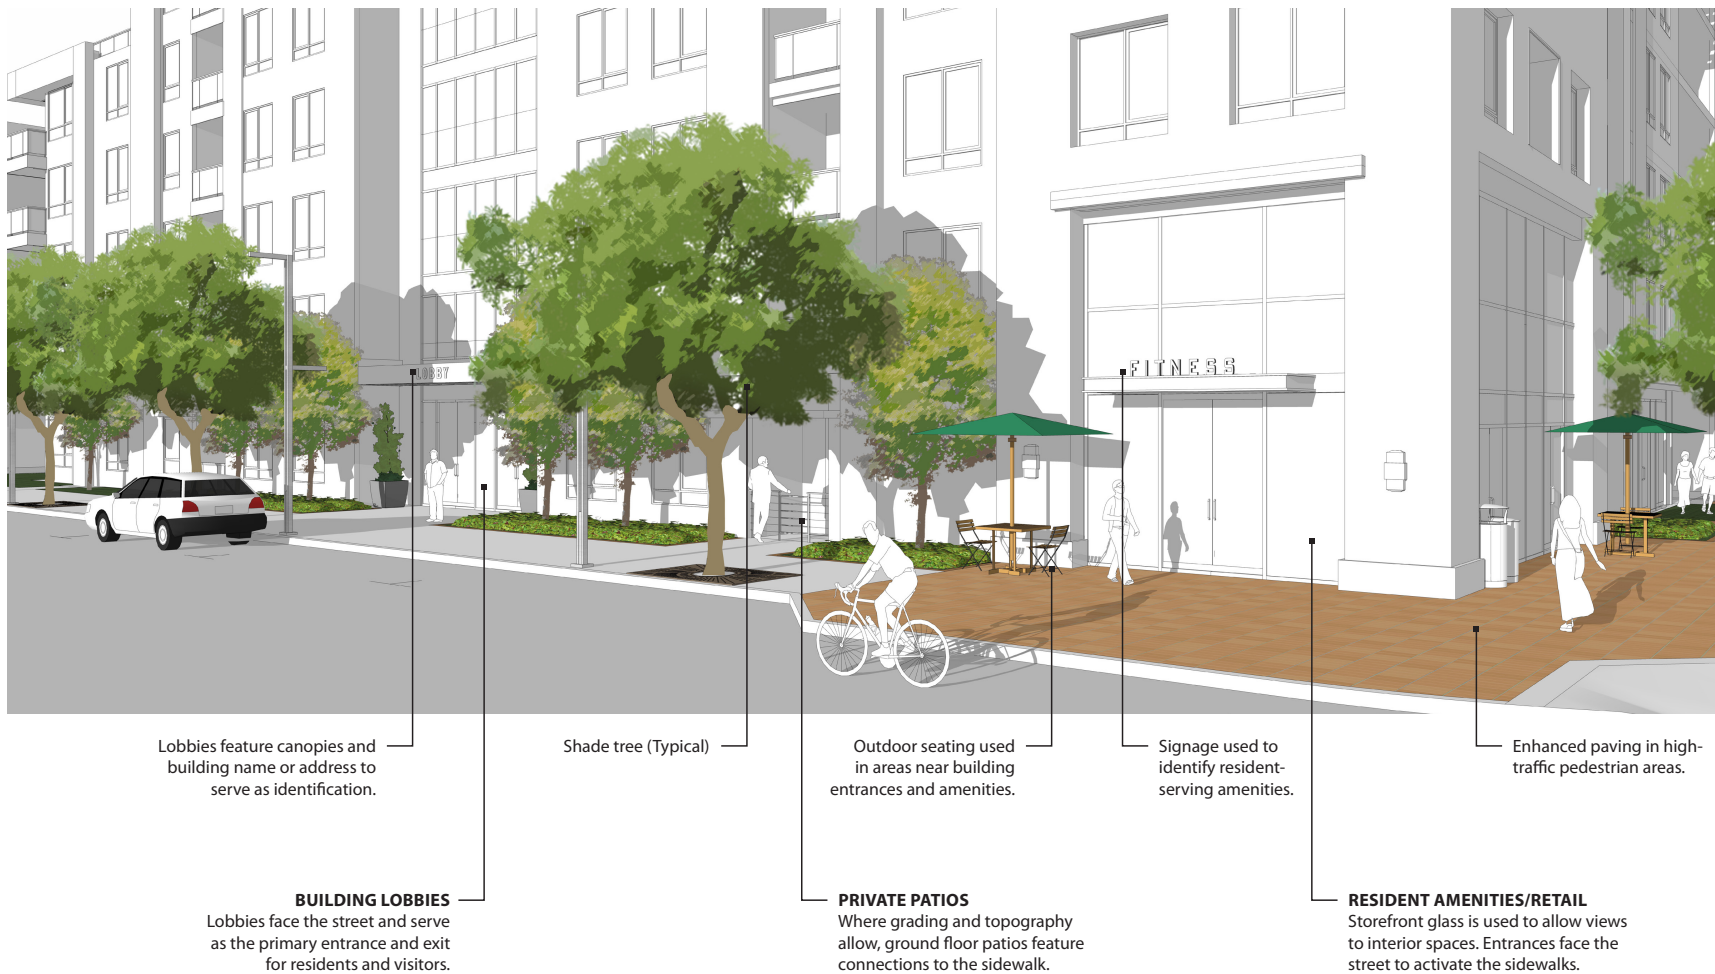 LOBBY
FITNESS
Lobbies feature canopies and
building name or address to
serve as identification.
Shade tree (Typical)
Outdoor seating used
in areas near building
entrances and amenities.
Signage used to
identify resident-
serving amenities.
Enhanced paving in high-
traffic pedestrian areas.
BUILDING LOBBIES
Lobbies face the street and serve
as the primary entrance and exit
for residents and visitors.
PRIVATE PATIOS
Where grading and topography
allow, ground floor patios feature
connections to the sidewalk.
RESIDENT AMENITIES/RETAIL
Storefront glass is used to allow views
to interior spaces. Entrances face the
street to activate the sidewalks.